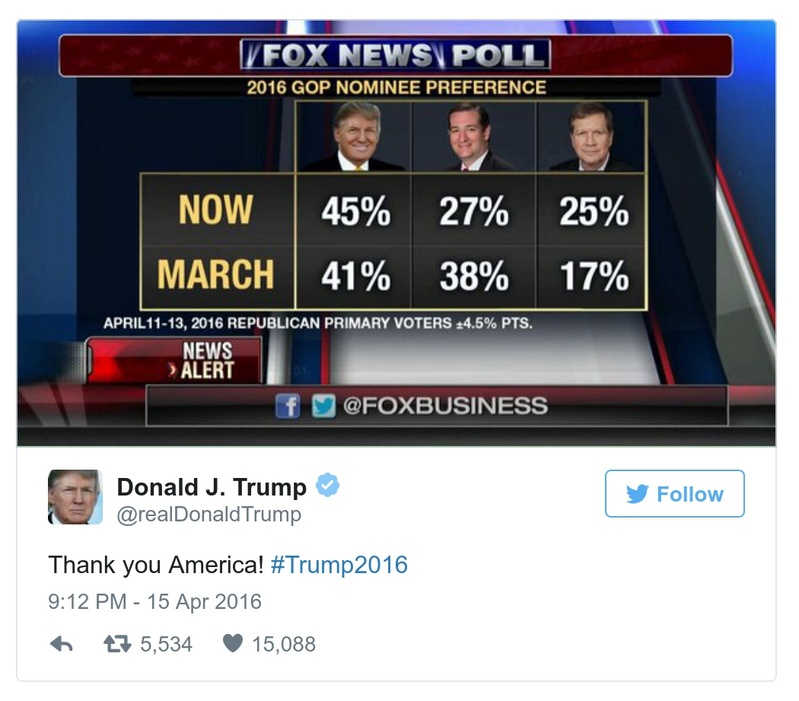 FOX NEWS POLL
2016 GOP NOMINEE PREFERENCE
NOW 45% 27% 25%
MARCH 41% 38% 17%
APRIL11-13, 2016 REPUBLICAN PRIMARY VOTERS ±4.5% PTS.
NEWS
ALERT
@FOXBUSINESS
Donald J. Trump
@realDonaldTrump
Follow
Thank you America! #Trump2016
9:12 PM - 15 Apr 2016
5,534 15,088